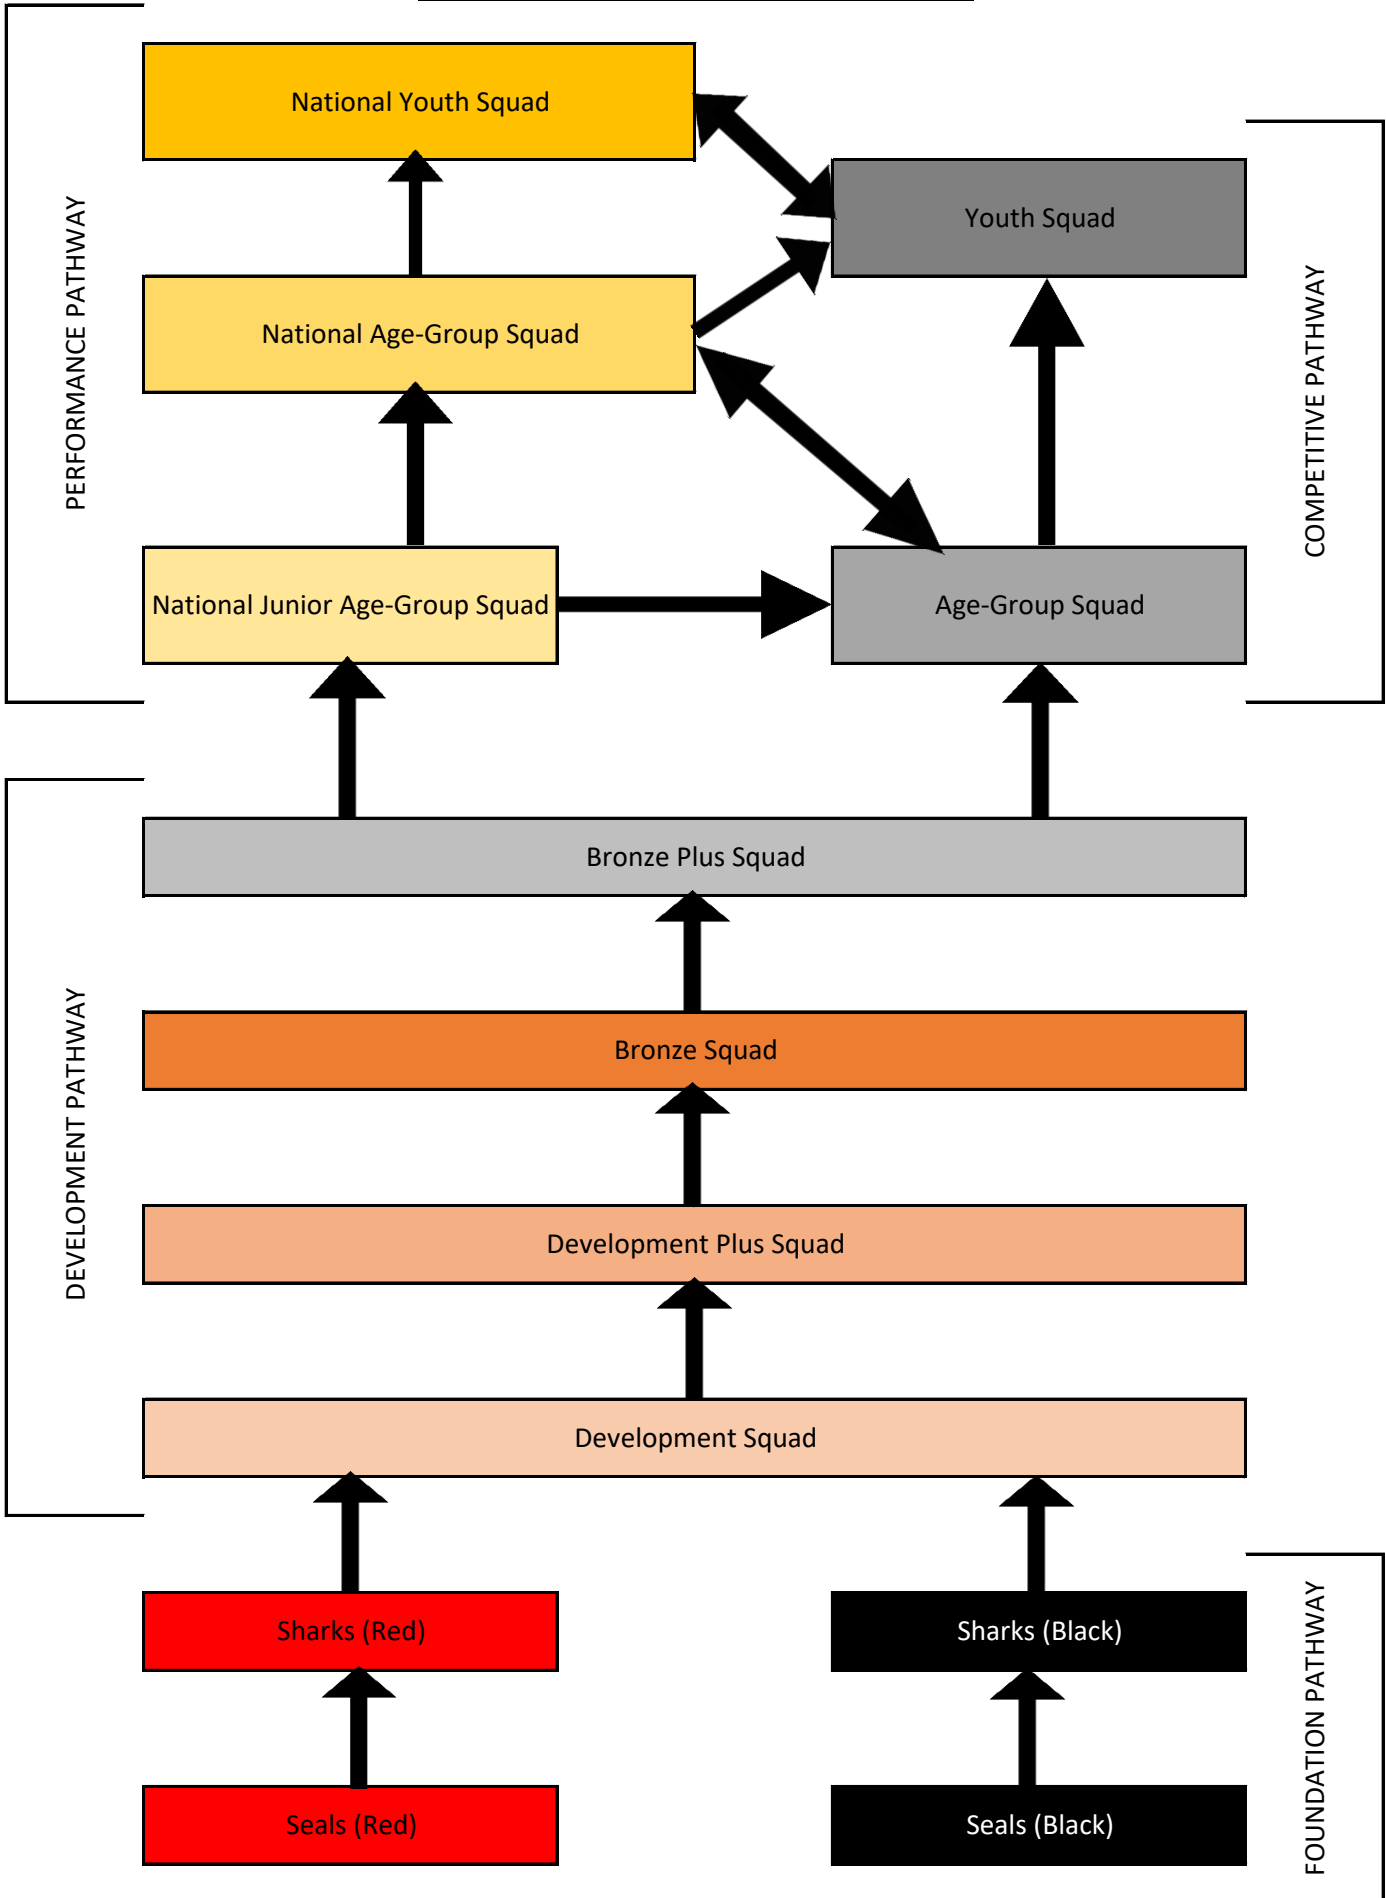 National Youth Squad
Youth Squad
PERFORMANCE PATHWAY
National Age-Group Squad
COMPETITIVE PATHWAY
National Junior Age-Group Squad
Age-Group Squad
Bronze Plus Squad
Bronze Squad
DEVELOPMENT PATHWAY
Development Plus Squad
Development Squad
Sharks (Red)
Sharks (Black)
FOUNDATION PATHWAY
Seals (Red)
Seals (Black)